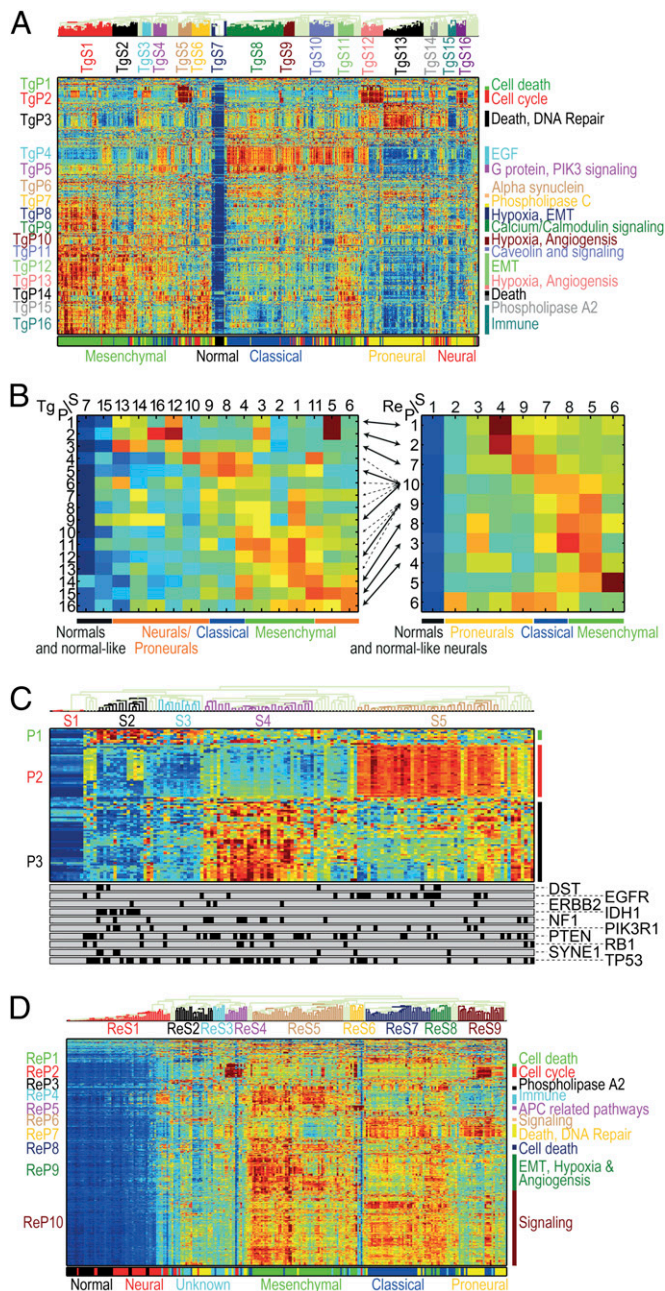 A
TgS1 TgS2 TgS3 TgS4 TgS5 TgS6 TgS7 TgS8 TgS9 TgS10 TgS11 TgS12 TgS13 TgS14 TgS15 TgS16
TgP1 Cell death
TgP2 Cell cycle
TgP3 Death, DNA Repair
TgP4 EGF
TgP5 G protein, PIK3 signaling
TgP6 Alpha synuclein
TgP7 Phospholipase C
TgP8 Hypoxia, EMT
TgP9 Calcium/Calmodulin signaling
TgP10 Hypoxia, Angiogensis
TgP11 Caveolin and signaling
TgP12 EMT
TgP13 Hypoxia, Angiogensis
TgP14 Death
TgP15 Phospholipase A2
TgP16 Immune
Mesenchymal Normal Classical Proneural Neural
B
Tg P\S 7 15 13 14 16 12 10 9 8 4 3 2 1 11 5 6
1
2
3
4
5
6
7
8
9
10
11
12
13
14
15
16
Normals and normal-like Neurals/ Proneurals Classical Mesenchymal
Re P\S 1 2 3 4 9 7 8 5 6
1
2
7
10
9
8
3
4
5
6
Normals and normal-like neurals Proneurals Classical Mesenchymal
C
S1 S2 S3 S4 S5
P1
P2
P3
DST
EGFR
ERBB2
IDH1
NF1
PIK3R1
PTEN
RB1
SYNE1
TP53
D
ReS1 ReS2 ReS3 ReS4 ReS5 ReS6 ReS7 ReS8 ReS9
ReP1 Cell death
ReP2 Cell cycle
ReP3 Phospholipase A2
ReP4 Immune
ReP5 APC related pathways
ReP6 Signaling
ReP7 Death, DNA Repair
ReP8 Cell death
ReP9 EMT, Hypoxia & Angiogensis
ReP10 Signaling
Normal Neural Unknown Mesenchymal Classical Proneural